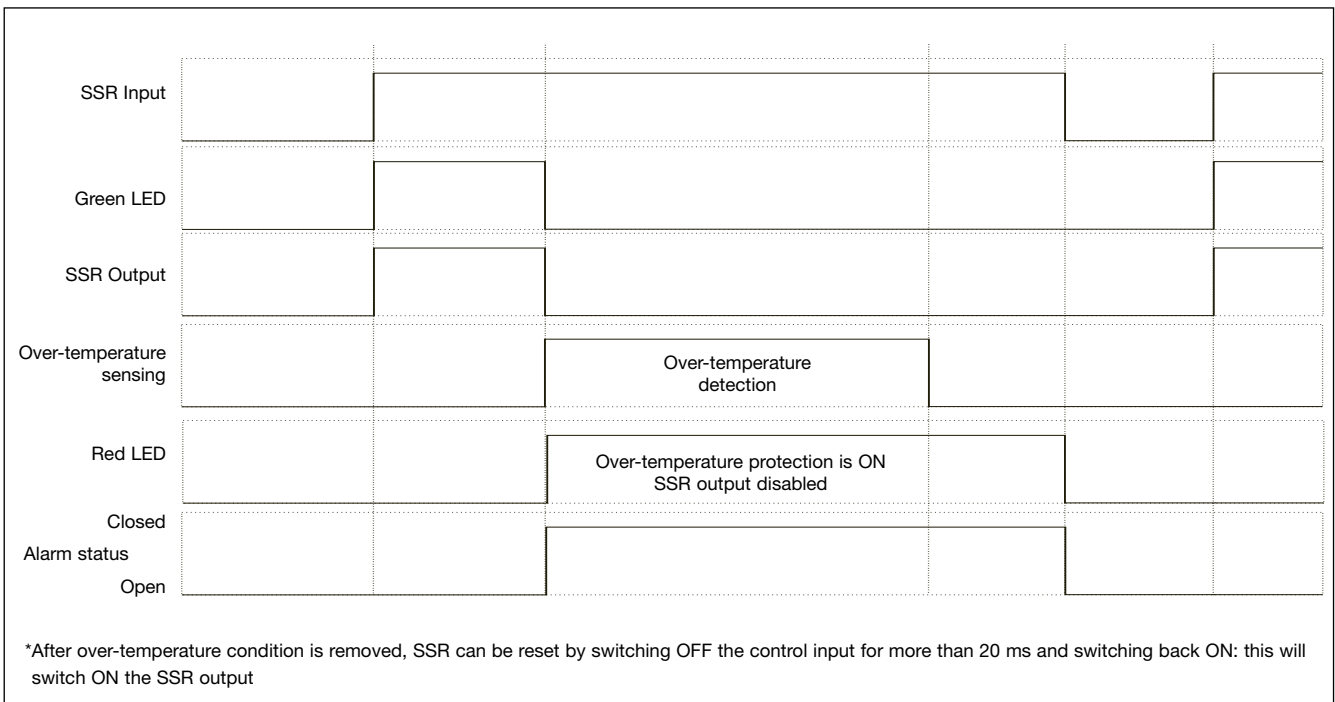 SSR Input
Green LED
SSR Output
Over-temperature
sensing
Over-temperature
detection
Red LED
Over-temperature protection is ON
SSR output disabled
Closed
Alarm status
Open
*After over-temperature condition is removed, SSR can be reset by switching OFF the control input for more than 20 ms and switching back ON: this will
switch ON the SSR output